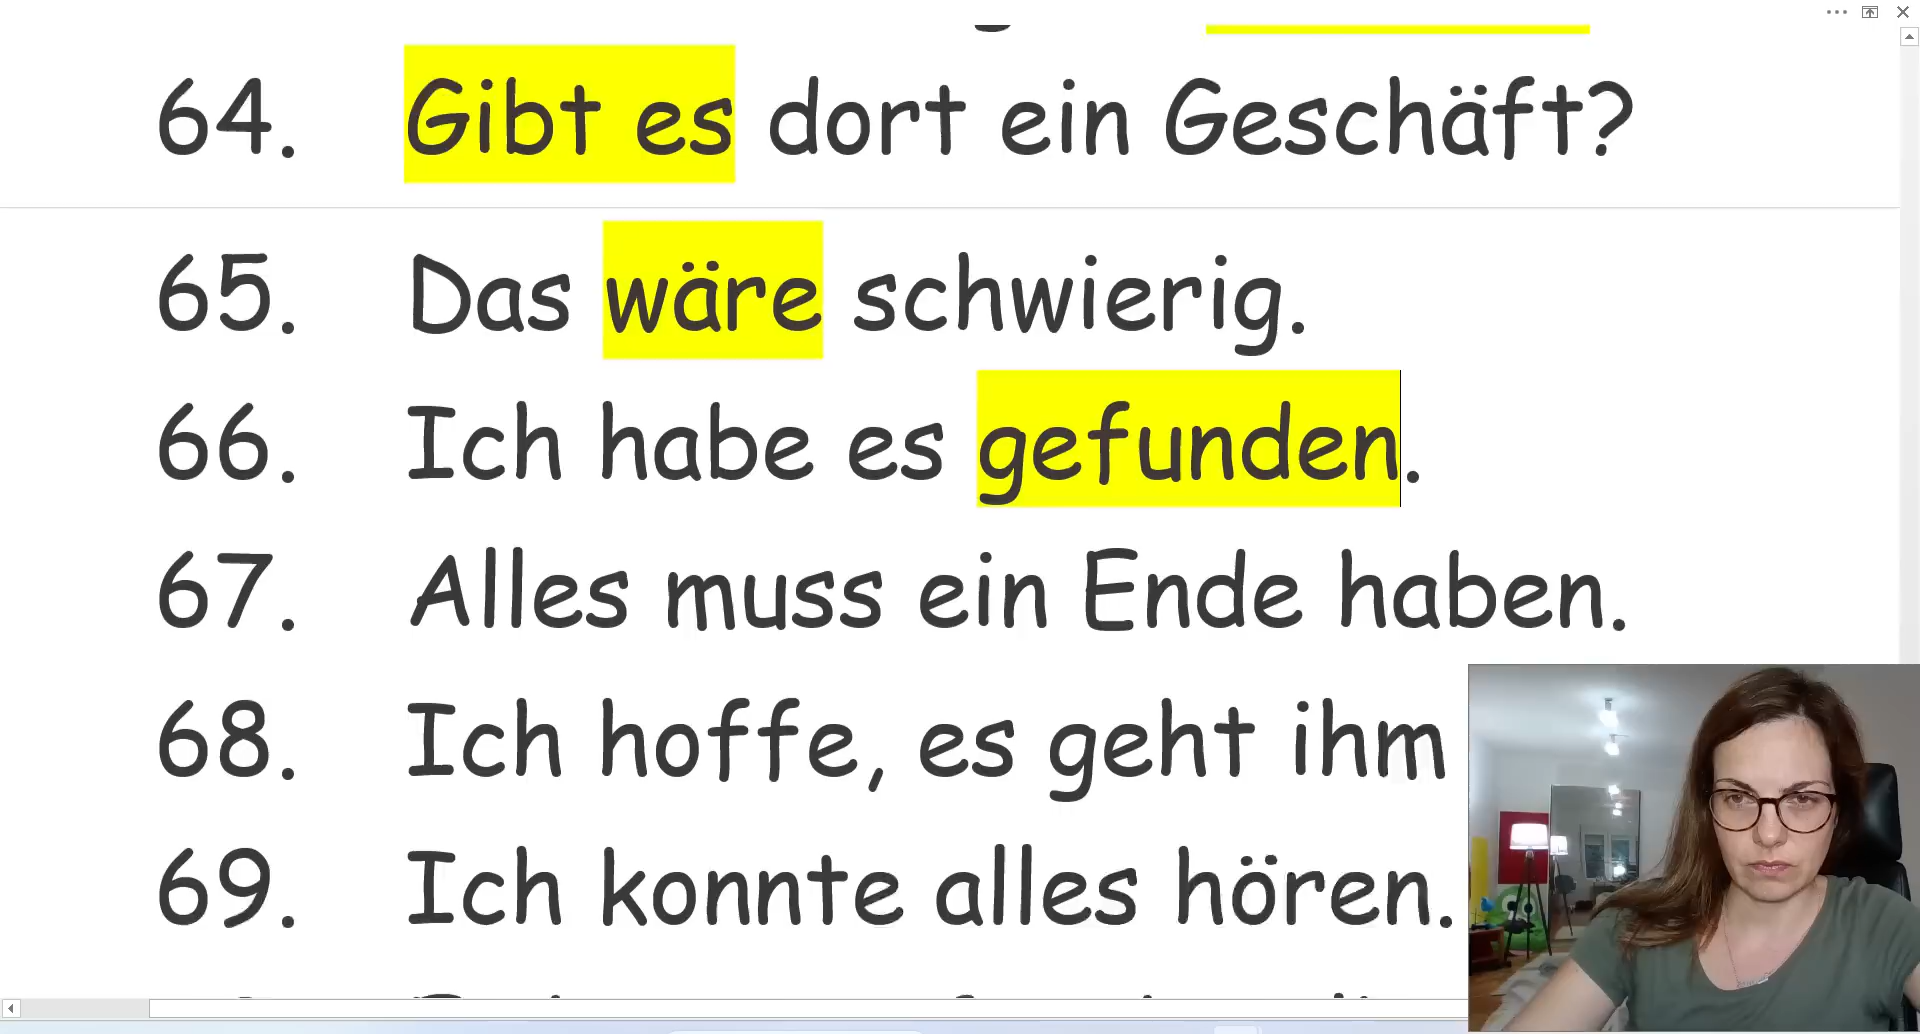 64. Gibt es dort ein Geschäft?
65. Das wäre schwierig.
66. Ich habe es gefunden.
67. Alles muss ein Ende haben.
68. Ich hoffe, es geht ihm
69. Ich konnte alles hören.